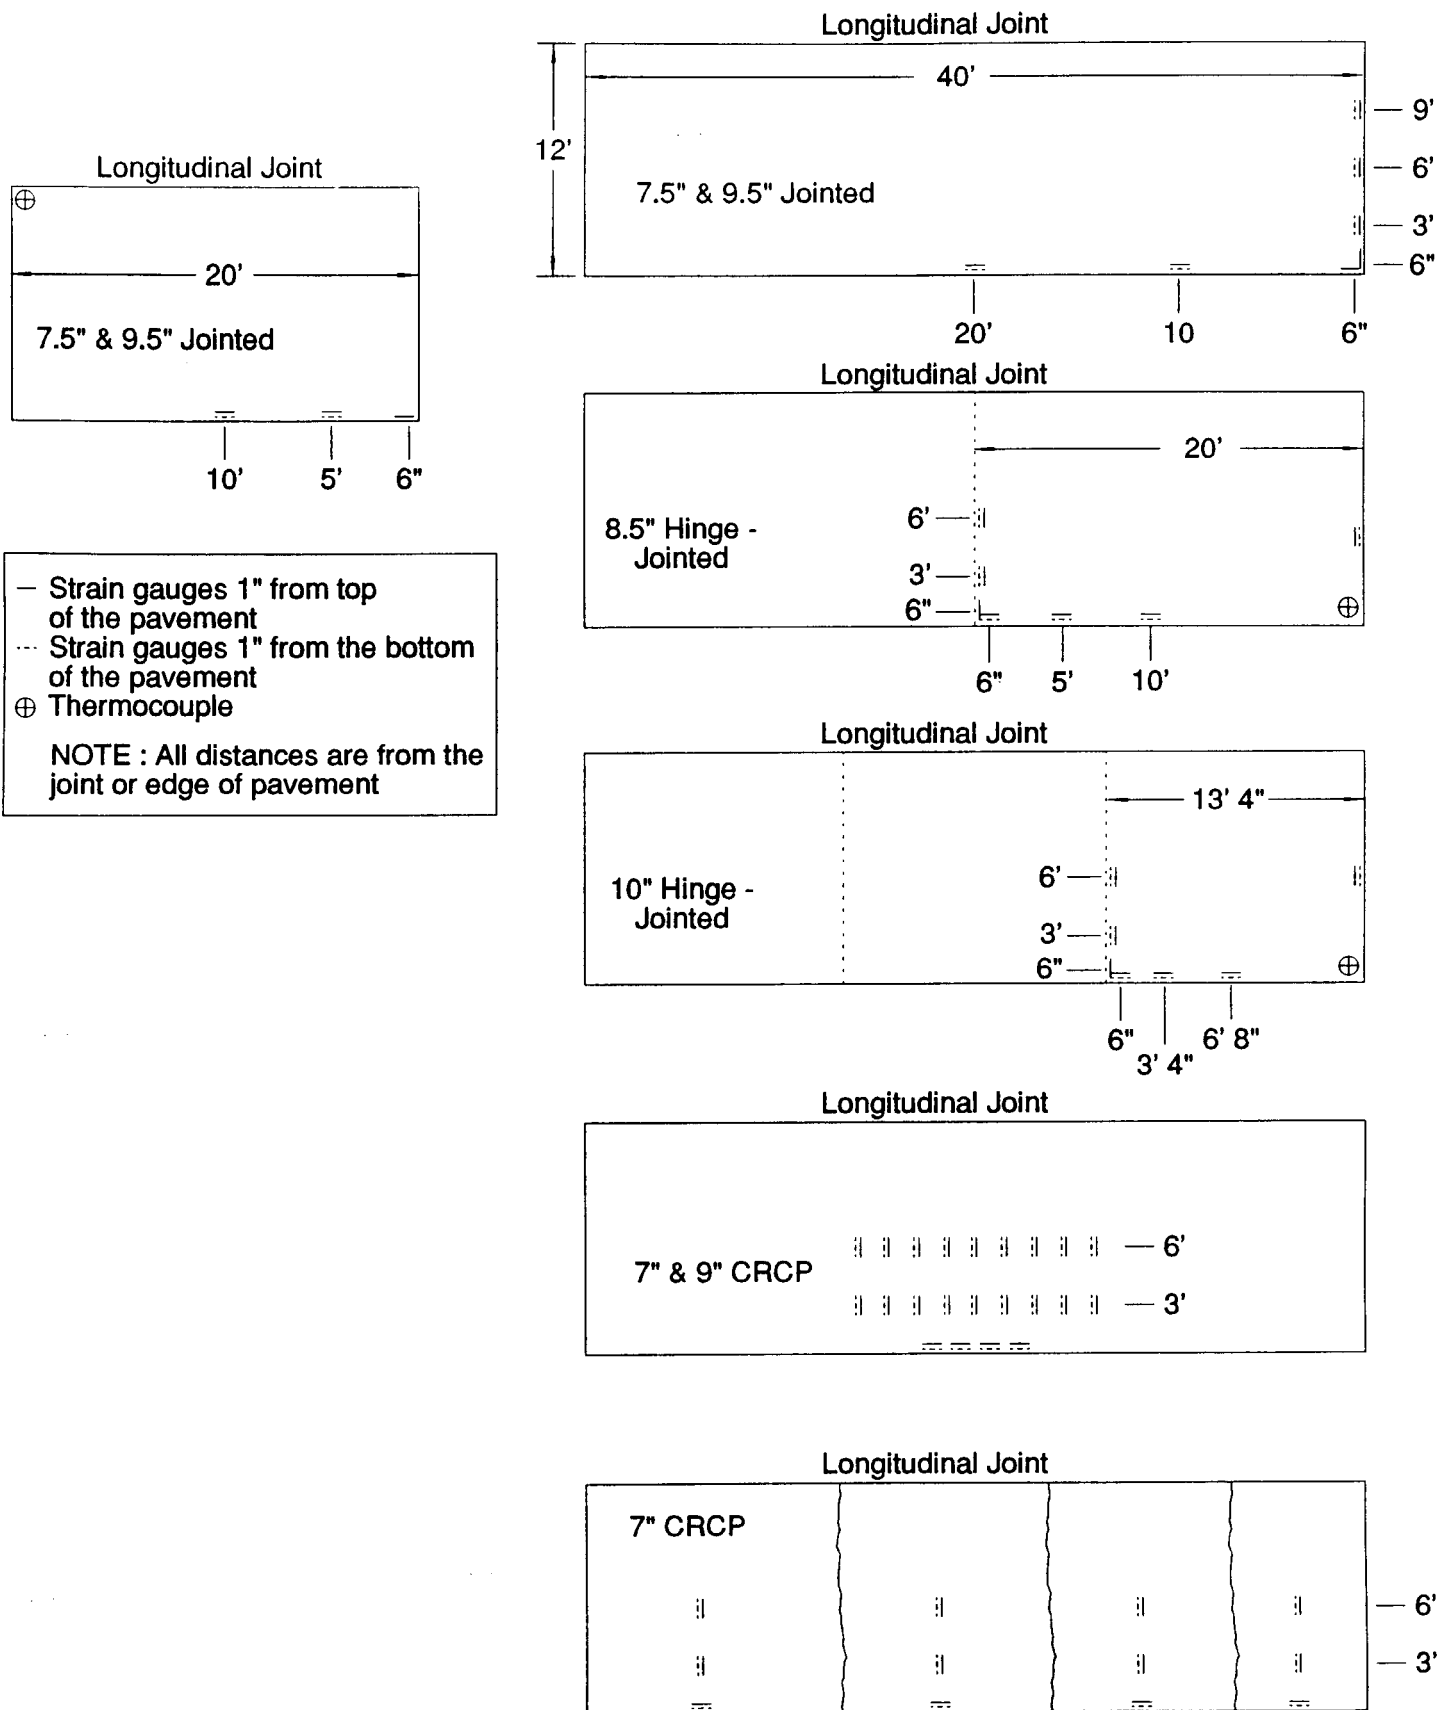 Longitudinal Joint
40'
12'
9'
6'
3'
6"
7.5" & 9.5" Jointed
20'
10
6"
Longitudinal Joint
20'
7.5" & 9.5" Jointed
10'
5'
6"
— Strain gauges 1" from top
of the pavement
--- Strain gauges 1" from the bottom
of the pavement
⊕ Thermocouple
NOTE : All distances are from the
joint or edge of pavement
Longitudinal Joint
20'
8.5" Hinge -
Jointed
6'
3'
6"
6"
5'
10'
Longitudinal Joint
13' 4"
10" Hinge -
Jointed
6'
3'
6"
6"
3' 4"
6' 8"
Longitudinal Joint
7" & 9" CRCP
6'
3'
Longitudinal Joint
7" CRCP
6'
3'